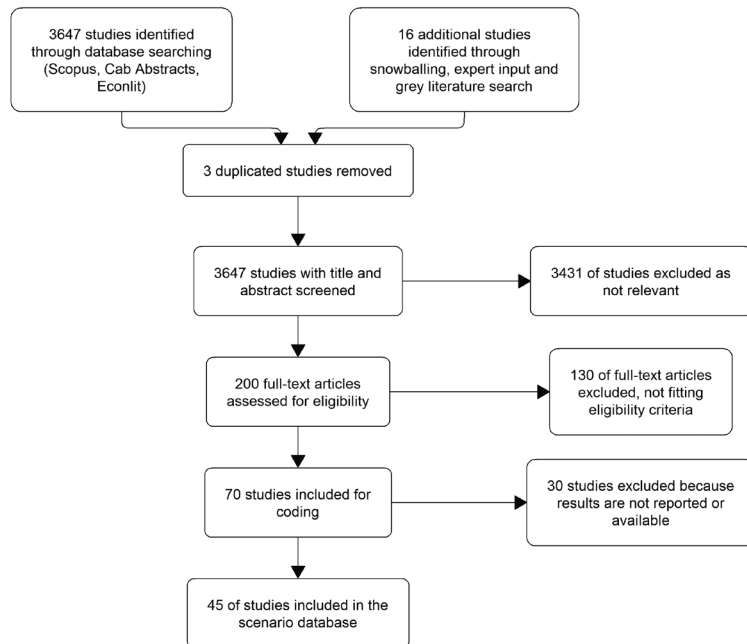 3647 studies identified
through database searching
(Scopus, Cab Abstracts,
Econlit)
16 additional studies
identified through
snowballing, expert input and
grey literature search
3 duplicated studies removed
3647 studies with title and
abstract screened
3431 of studies excluded as
not relevant
200 full-text articles
assessed for eligibility
130 of full-text articles
excluded, not fitting
eligibility criteria
70 studies included for
coding
30 studies excluded because
results are not reported or
available
45 of studies included in the
scenario database